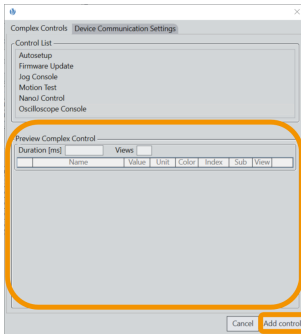 Complex Controls Device Communication Settings
Control List
Autosetup
Firmware Update
Jog Console
Motion Test
NanoJ Control
Oscilloscope Console
Preview Complex Control
Duration [ms] Views
Name Value Unit Color Index Sub View
Cancel Add control